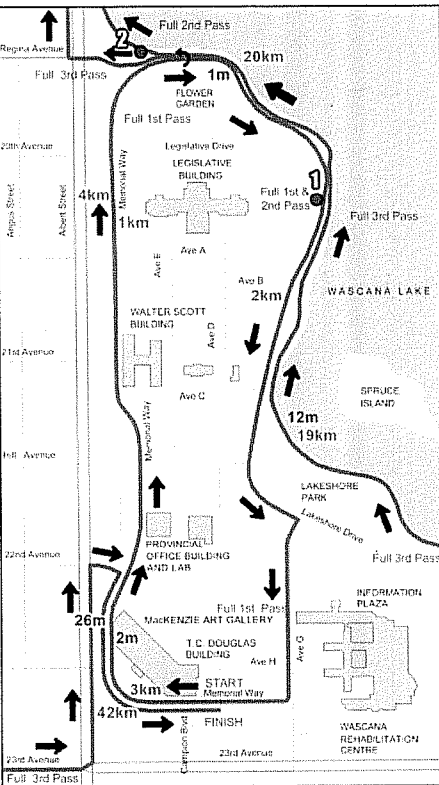 Full 2nd Pass
Regina Avenue
2
20km
Full 3rd Pass
1m
FLOWER
GARDEN
Full 1st Pass
20th Avenue
Legislative Drive
LEGISLATIVE
BUILDING
1
Full 1st &
2nd Pass
Angus Street
Albert Street
4km
Memorial Way
1km
Full 3rd Pass
Ave A
Ave E
Ave B
2km
WASCANA LAKE
WALTER SCOTT
BUILDING
Ave D
21st Avenue
Ave C
SPRUCE
ISLAND
12m
19km
Memorial Way
Avenue
LAKESHORE
PARK
Lakeshore Drive
PROVINCIAL
OFFICE BUILDING
AND LAB
22nd Avenue
Full 3rd Pass
INFORMATION
PLAZA
Full 1st Pass
MacKENZIE ART GALLERY
26m
2m
T.C. DOUGLAS
BUILDING
Ave H
Ave G
3km
START
Memorial Way
42km
FINISH
Campion Blvd
23rd Avenue
23rd Avenue
WASCANA
REHABILITATION
CENTRE
Full 3rd Pass